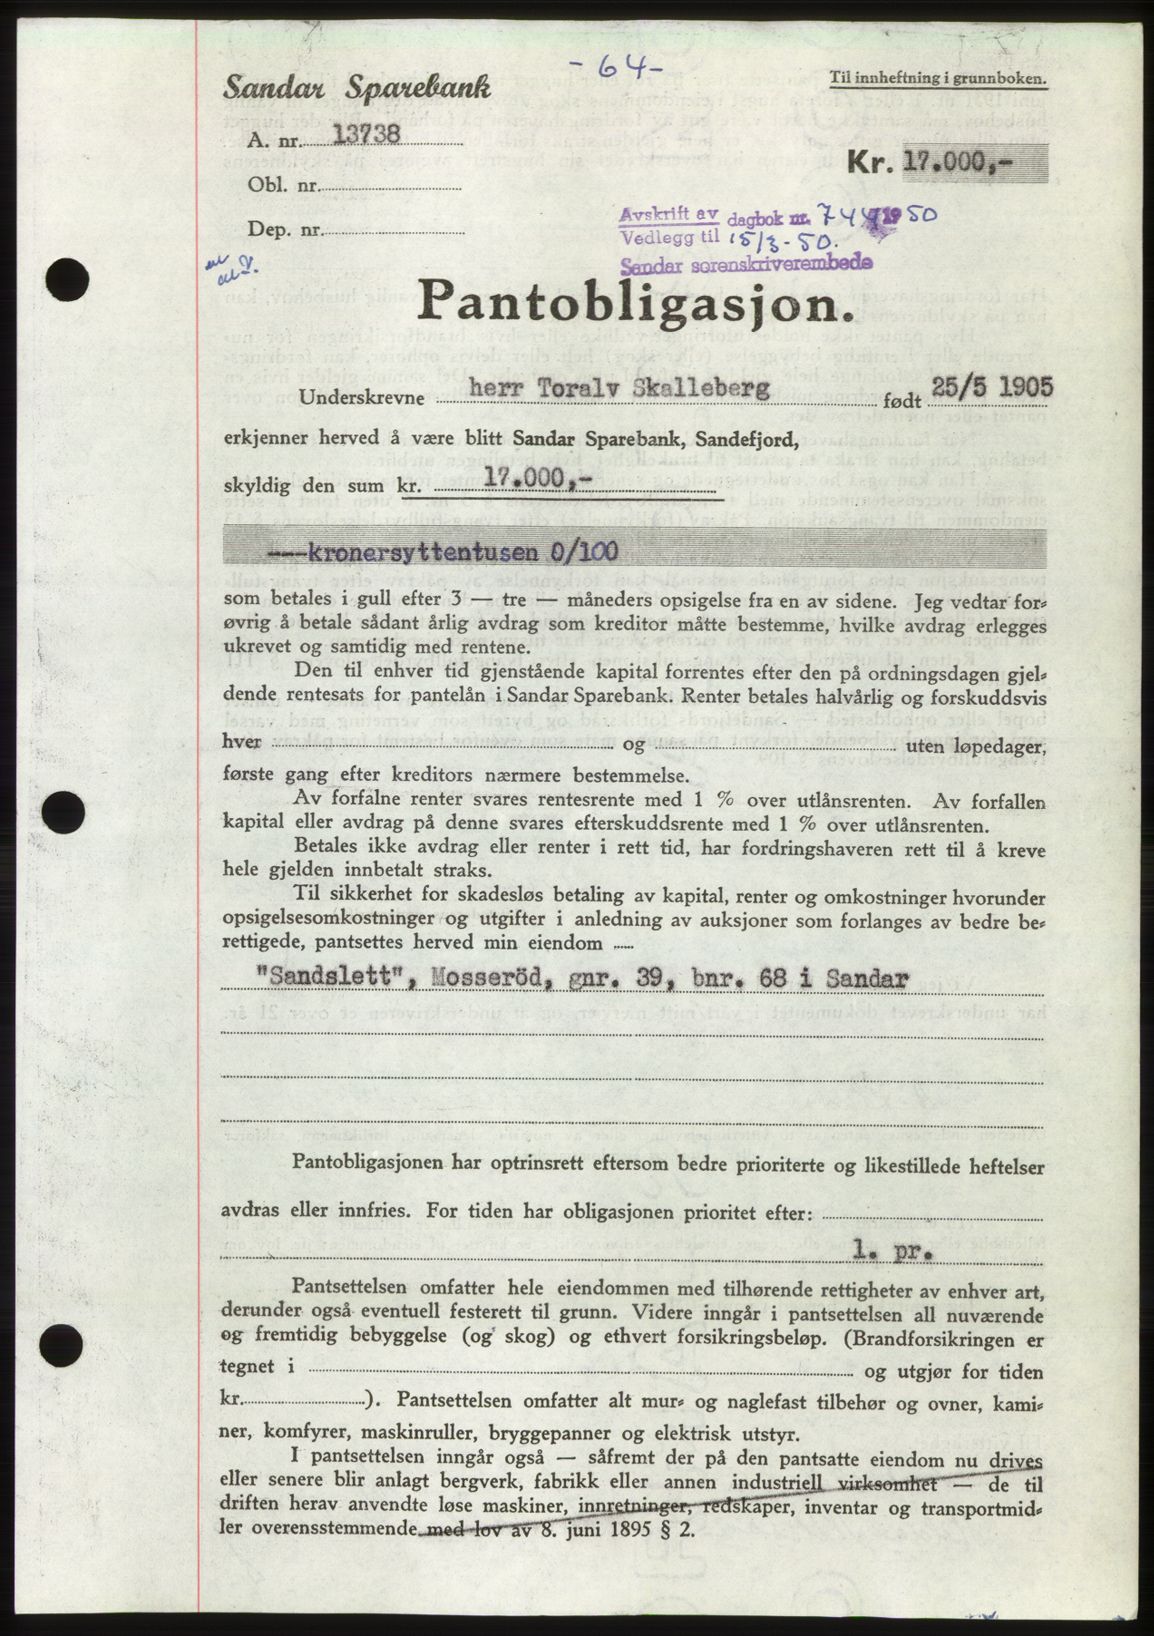 - 64 -
Til innheftning i grunnboken.
Sandar Sparebank
A. nr. 13738
Kr. 17.000,-
Obl. nr.
Avskrift av dagbok nr. 744 1950
Dep. nr.
Vedlegg til 15/3-50.
Sandar sorenskriverembede
Pantobligasjon.
Underskrevne herr Toralv Skalleberg født 25/5 1905
erkjenner herved å være blitt Sandar Sparebank, Sandefjord,
skyldig den sum kr. 17.000,-
----kronersyttentusen 0/100
som betales i gull efter 3 — tre — måneders opsigelse fra en av sidene. Jeg vedtar for-
øvrig å betale sådant årlig avdrag som kreditor måtte bestemme, hvilke avdrag erlegges
ukrevet og samtidig med rentene.
Den til enhver tid gjenstående kapital forrentes efter den på ordningsdagen gjel-
dende rentesats for pantelån i Sandar Sparebank. Renter betales halvårlig og forskuddsvis
hver og uten løpedager,
første gang efter kreditors nærmere bestemmelse.
Av forfalne renter svares rentesrente med 1 % over utlånsrenten. Av forfallen
kapital eller avdrag på denne svares efterskuddsrente med 1 % over utlånsrenten.
Betales ikke avdrag eller renter i rett tid, har fordringshaveren rett til å kreve
hele gjelden innbetalt straks.
Til sikkerhet for skadesløs betaling av kapital, renter og omkostninger hvorunder
opsigelsesomkostninger og utgifter i anledning av auksjoner som forlanges av bedre be-
rettigede, pantsettes herved min eiendom
"Sandslett", Mosseröd, gnr. 39, bnr. 68 i Sandar
Pantobligasjonen har optrinsrett eftersom bedre prioriterte og likestillede heftelser
avdras eller innfries. For tiden har obligasjonen prioritet efter:
1. pr.
Pantsettelsen omfatter hele eiendommen med tilhørende rettigheter av enhver art,
derunder også eventuell festerett til grunn. Videre inngår i pantsettelsen all nuværende
og fremtidig bebyggelse (og skog) og ethvert forsikringsbeløp. (Brandforsikringen er
tegnet i og utgjør for tiden
kr. ). Pantsettelsen omfatter alt mur- og naglefast tilbehør og ovner, kami-
ner, komfyrer, maskinruller, bryggepanner og elektrisk utstyr.
I pantsettelsen inngår også — såfremt der på den pantsatte eiendom nu drives
eller senere blir anlagt bergverk, fabrikk eller annen industriell virksomhet — de til
driften herav anvendte løse maskiner, innretninger, redskaper, inventar og transportmid-
ler overensstemmende med lov av 8. juni 1895 § 2.